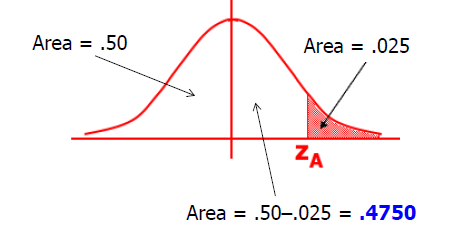 Area = .50
Area = .025
ZA
Area = .50–.025 = .4750